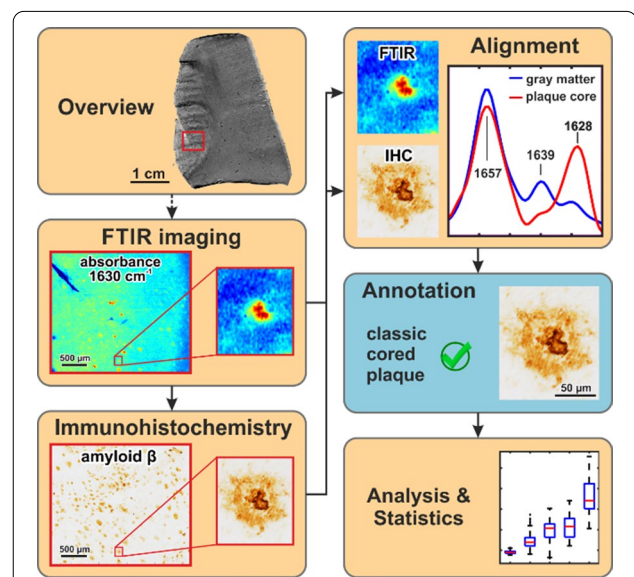 Overview
1 cm
FTIR imaging
absorbance
1630 cm⁻¹
500 µm
Immunohistochemistry
amyloid β
500 µm
Alignment
FTIR
IHC
gray matter
plaque core
1657
1639
1628
Annotation
classic
cored
plaque
50 µm
Analysis &
Statistics